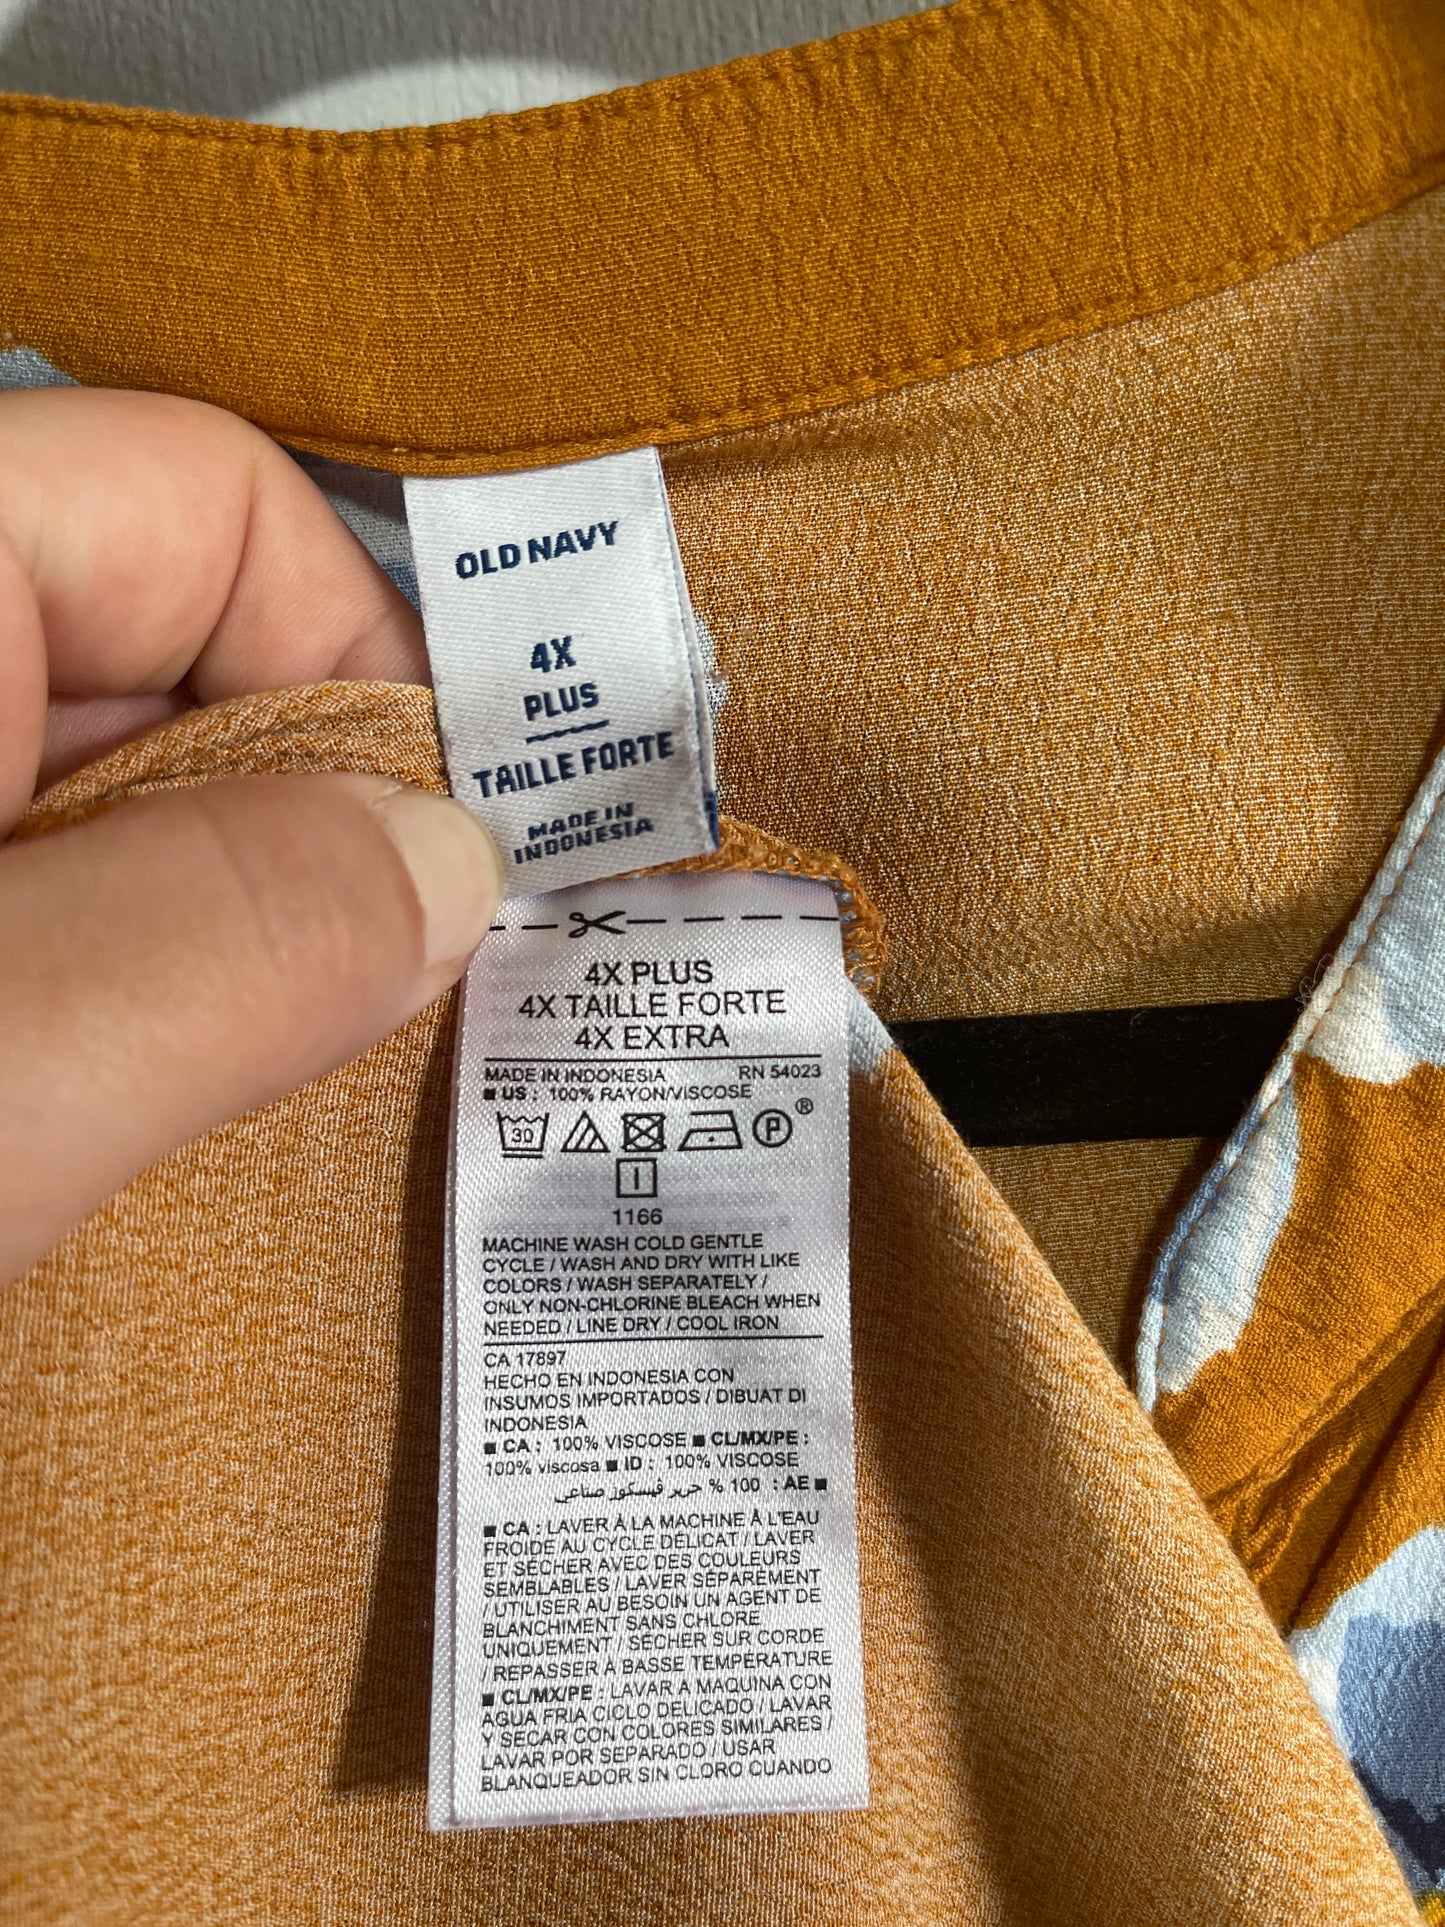 OLD NAVY
4X
PLUS
TAILLE FORTE
MADE IN
INDONESIA
4X PLUS
4X TAILLE FORTE
4X EXTRA
MADE IN INDONESIA RN 54023
■ US : 100% RAYON/VISCOSE
30 P ®
1166
MACHINE WASH COLD GENTLE
CYCLE / WASH AND DRY WITH LIKE
COLORS / WASH SEPARATELY /
ONLY NON-CHLORINE BLEACH WHEN
NEEDED / LINE DRY / COOL IRON
CA 17897
HECHO EN INDONESIA CON
INSUMOS IMPORTADOS / DIBUAT DI
INDONESIA
■ CA : 100% VISCOSE ■ CL/MX/PE :
100% viscosa ■ ID : 100% VISCOSE
■ AE : 100 % حرير فيسكوز صناعي
■ CA : LAVER À LA MACHINE À L'EAU
FROIDE AU CYCLE DÉLICAT / LAVER
ET SÉCHER AVEC DES COULEURS
SEMBLABLES / LAVER SÉPARÉMENT
/ UTILISER AU BESOIN UN AGENT DE
BLANCHIMENT SANS CHLORE
UNIQUEMENT / SÉCHER SUR CORDE
/ REPASSER À BASSE TEMPÉRATURE
■ CL/MX/PE : LAVAR A MAQUINA CON
AGUA FRIA CICLO DELICADO / LAVAR
Y SECAR CON COLORES SIMILARES /
LAVAR POR SEPARADO / USAR
BLANQUEADOR SIN CLORO CUANDO